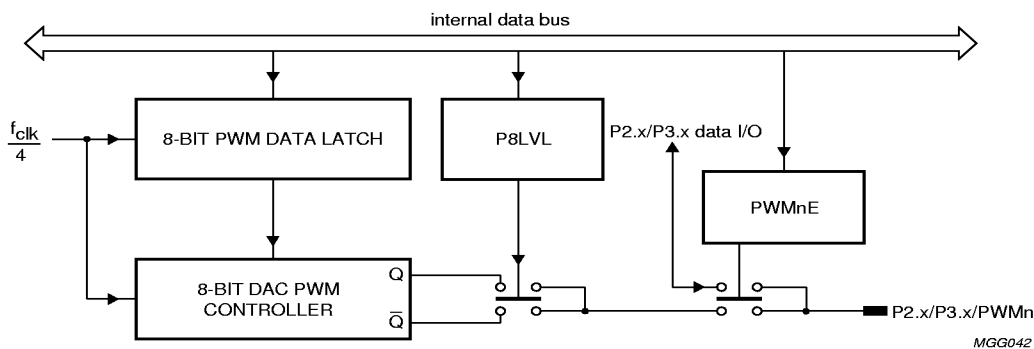 internal data bus
f_clk
4
8-BIT PWM DATA LATCH
P8LVL
P2.x/P3.x data I/O
PWMnE
8-BIT DAC PWM
CONTROLLER
Q
Q̅
P2.x/P3.x/PWMn
MGG042